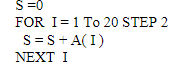 S =0
FOR I = 1 To 20 STEP 2
S = S + A( I )
NEXT I